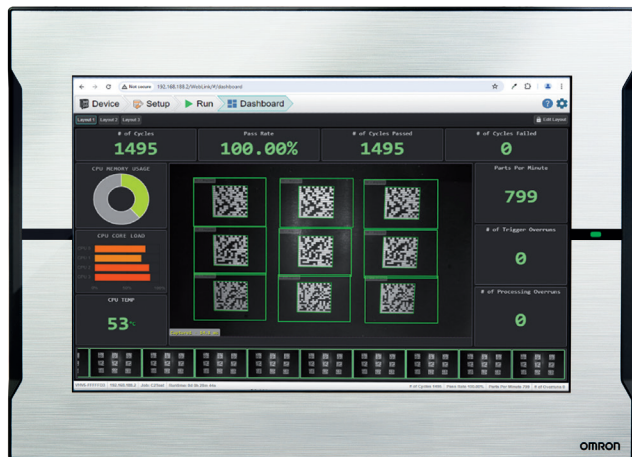 Not secure 192.168.188.2/WebLink/#/dashboard
Device Setup Run Dashboard
Layout 1 Layout 2 Layout 3 Edit Layout
# of Cycles Pass Rate # of Cycles Passed # of Cycles Failed
1495 100.00% 1495 0
CPU MEMORY USAGE Parts Per Minute
799
# of Trigger Overruns
CPU CORE LOAD
0
CPU TEMP # of Processing Overruns
53°C 0
OMRON